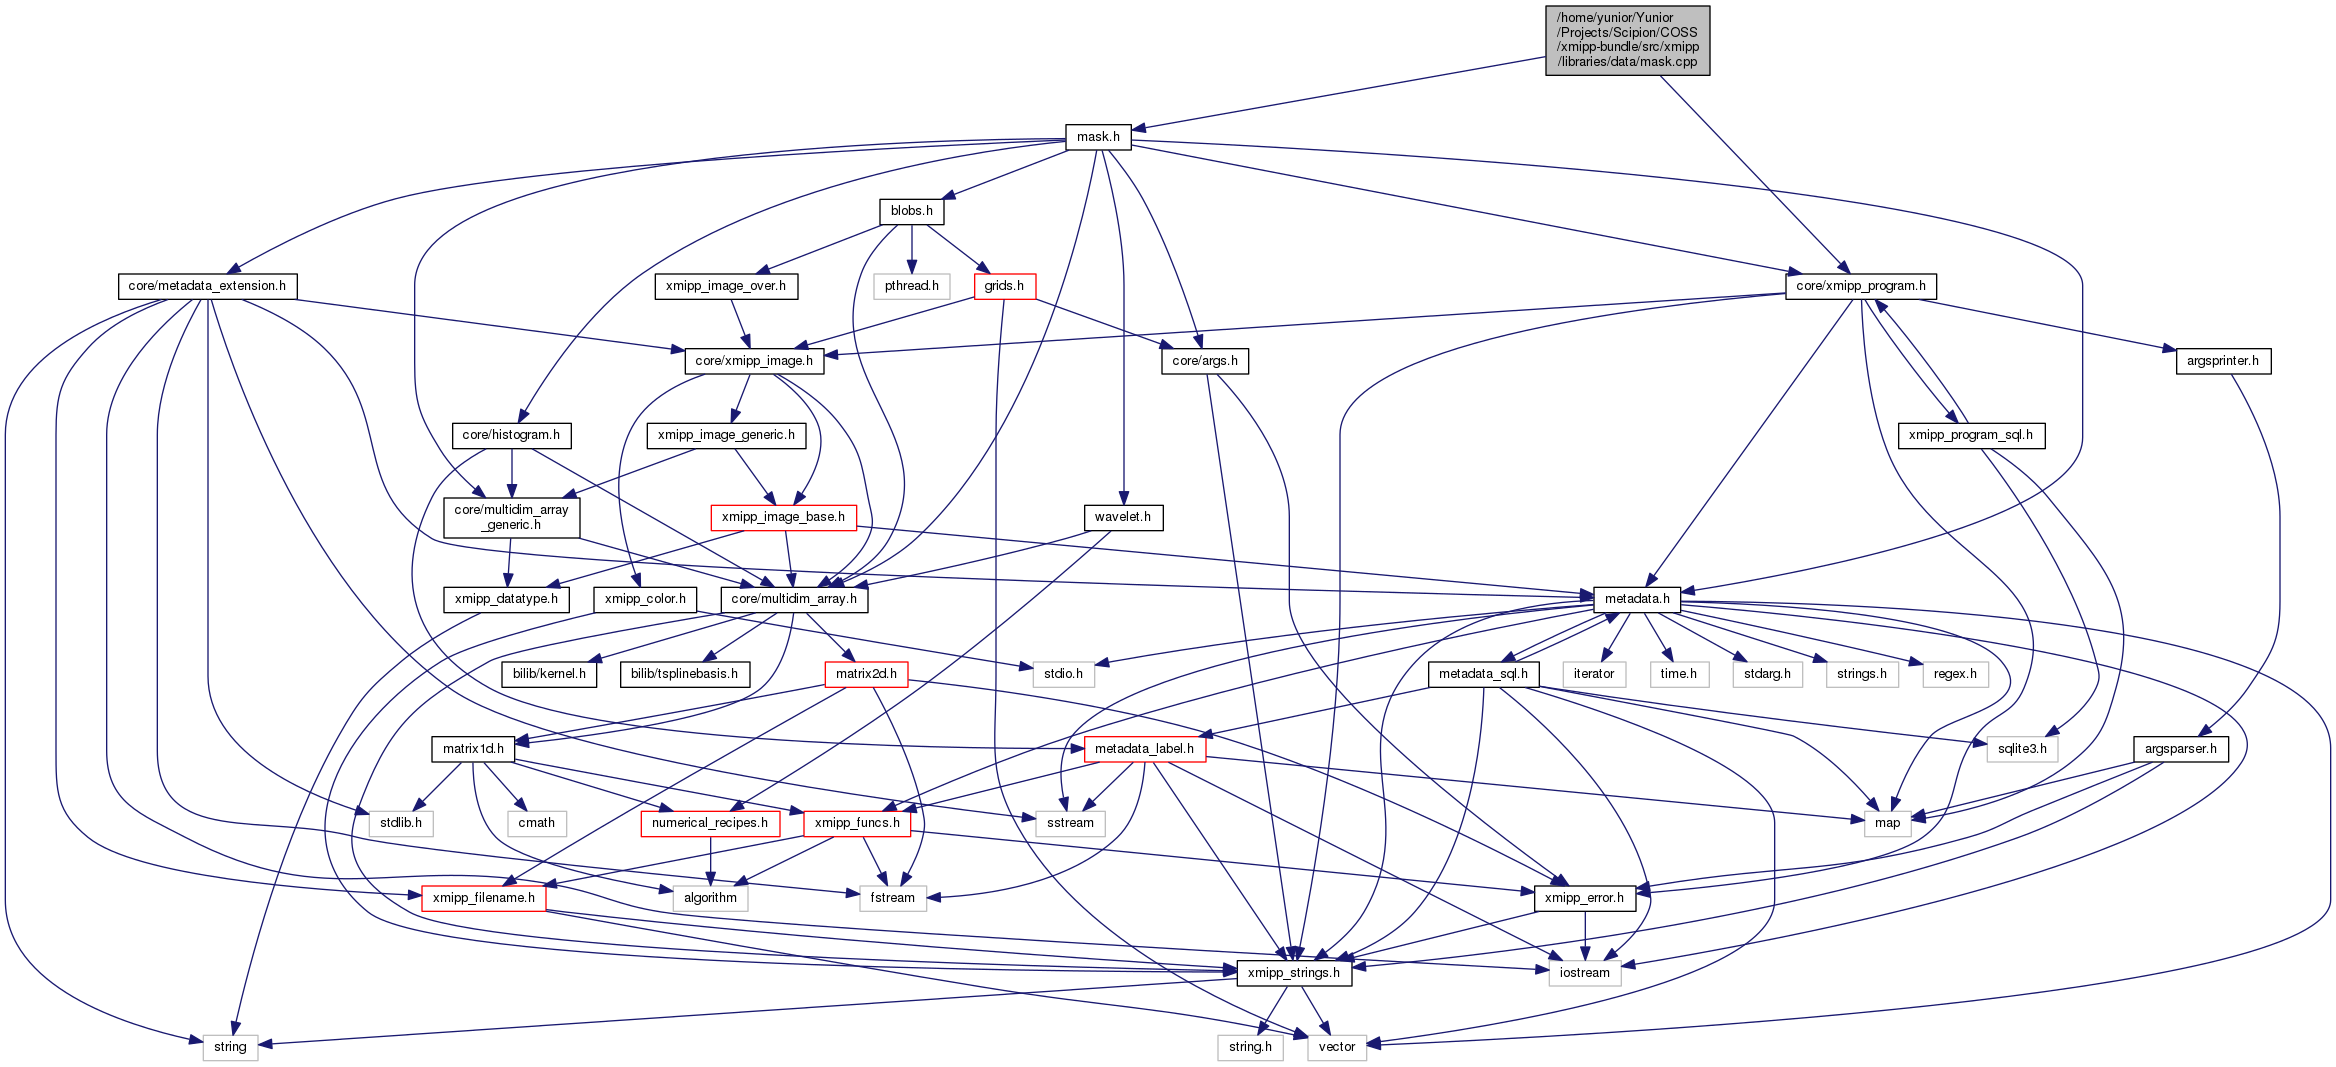 /home/yunior/Yunior
/Projects/Scipion/COSS
/xmipp-bundle/src/xmipp
/libraries/data/mask.cpp
mask.h
blobs.h
core/metadata_extension.h
xmipp_image_over.h
pthread.h
grids.h
core/xmipp_program.h
core/xmipp_image.h
core/args.h
argsprinter.h
core/histogram.h
xmipp_image_generic.h
xmipp_program_sql.h
core/multidim_array
_generic.h
xmipp_image_base.h
wavelet.h
xmipp_datatype.h
xmipp_color.h
core/multidim_array.h
metadata.h
bilib/kernel.h
bilib/tsplinebasis.h
matrix2d.h
stdio.h
metadata_sql.h
iterator
time.h
stdarg.h
strings.h
regex.h
matrix1d.h
metadata_label.h
sqlite3.h
argsparser.h
stdlib.h
cmath
numerical_recipes.h
xmipp_funcs.h
sstream
map
xmipp_filename.h
algorithm
fstream
xmipp_error.h
xmipp_strings.h
iostream
string
string.h
vector